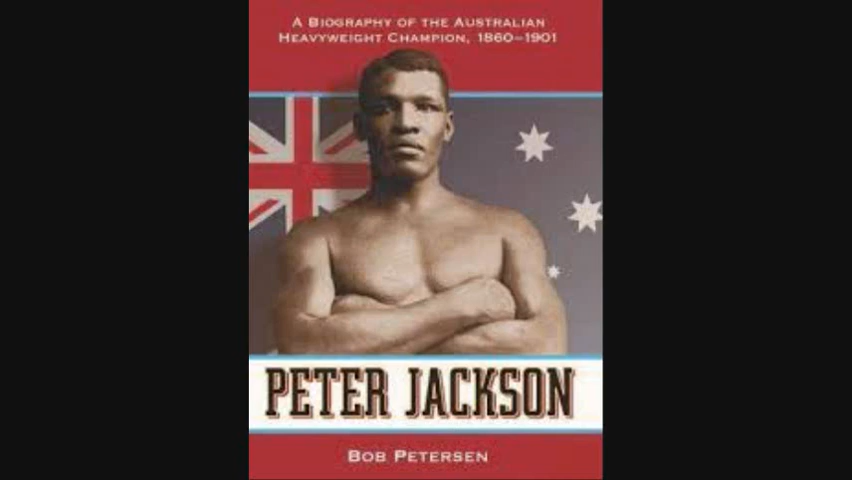 A Biography of the Australian
Heavyweight Champion, 1860–1901
PETER JACKSON
Bob Petersen